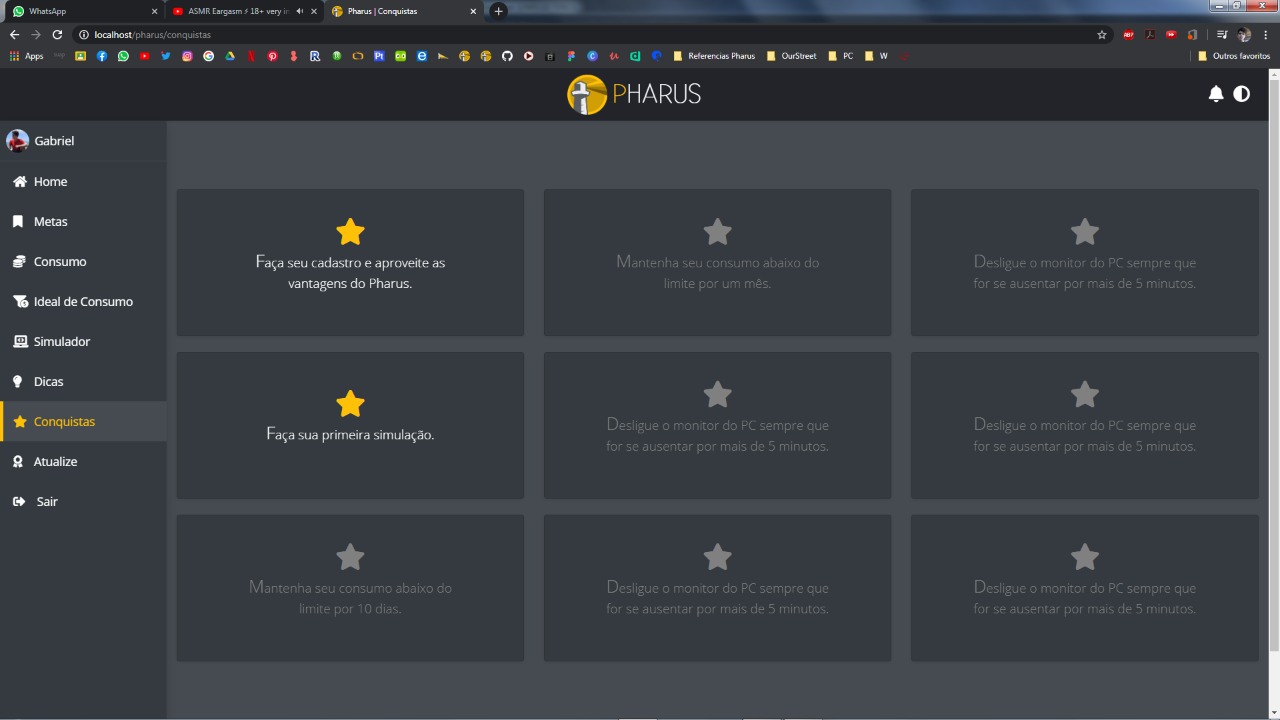 WhatsApp
ASMR Eargasm ⚡ 18+ very in
Pharus | Conquistas
localhost/pharus/conquistas
Apps
Referencias Pharus
OurStreet
PC
W
Outros favoritos
PHARUS
Gabriel
Home
Metas
Consumo
Ideal de Consumo
Simulador
Dicas
Conquistas
Atualize
Sair
Faça seu cadastro e aproveite as
vantagens do Pharus.
Mantenha seu consumo abaixo do
limite por um mês.
Desligue o monitor do PC sempre que
for se ausentar por mais de 5 minutos.
Faça sua primeira simulação.
Desligue o monitor do PC sempre que
for se ausentar por mais de 5 minutos.
Desligue o monitor do PC sempre que
for se ausentar por mais de 5 minutos.
Mantenha seu consumo abaixo do
limite por 10 dias.
Desligue o monitor do PC sempre que
for se ausentar por mais de 5 minutos.
Desligue o monitor do PC sempre que
for se ausentar por mais de 5 minutos.